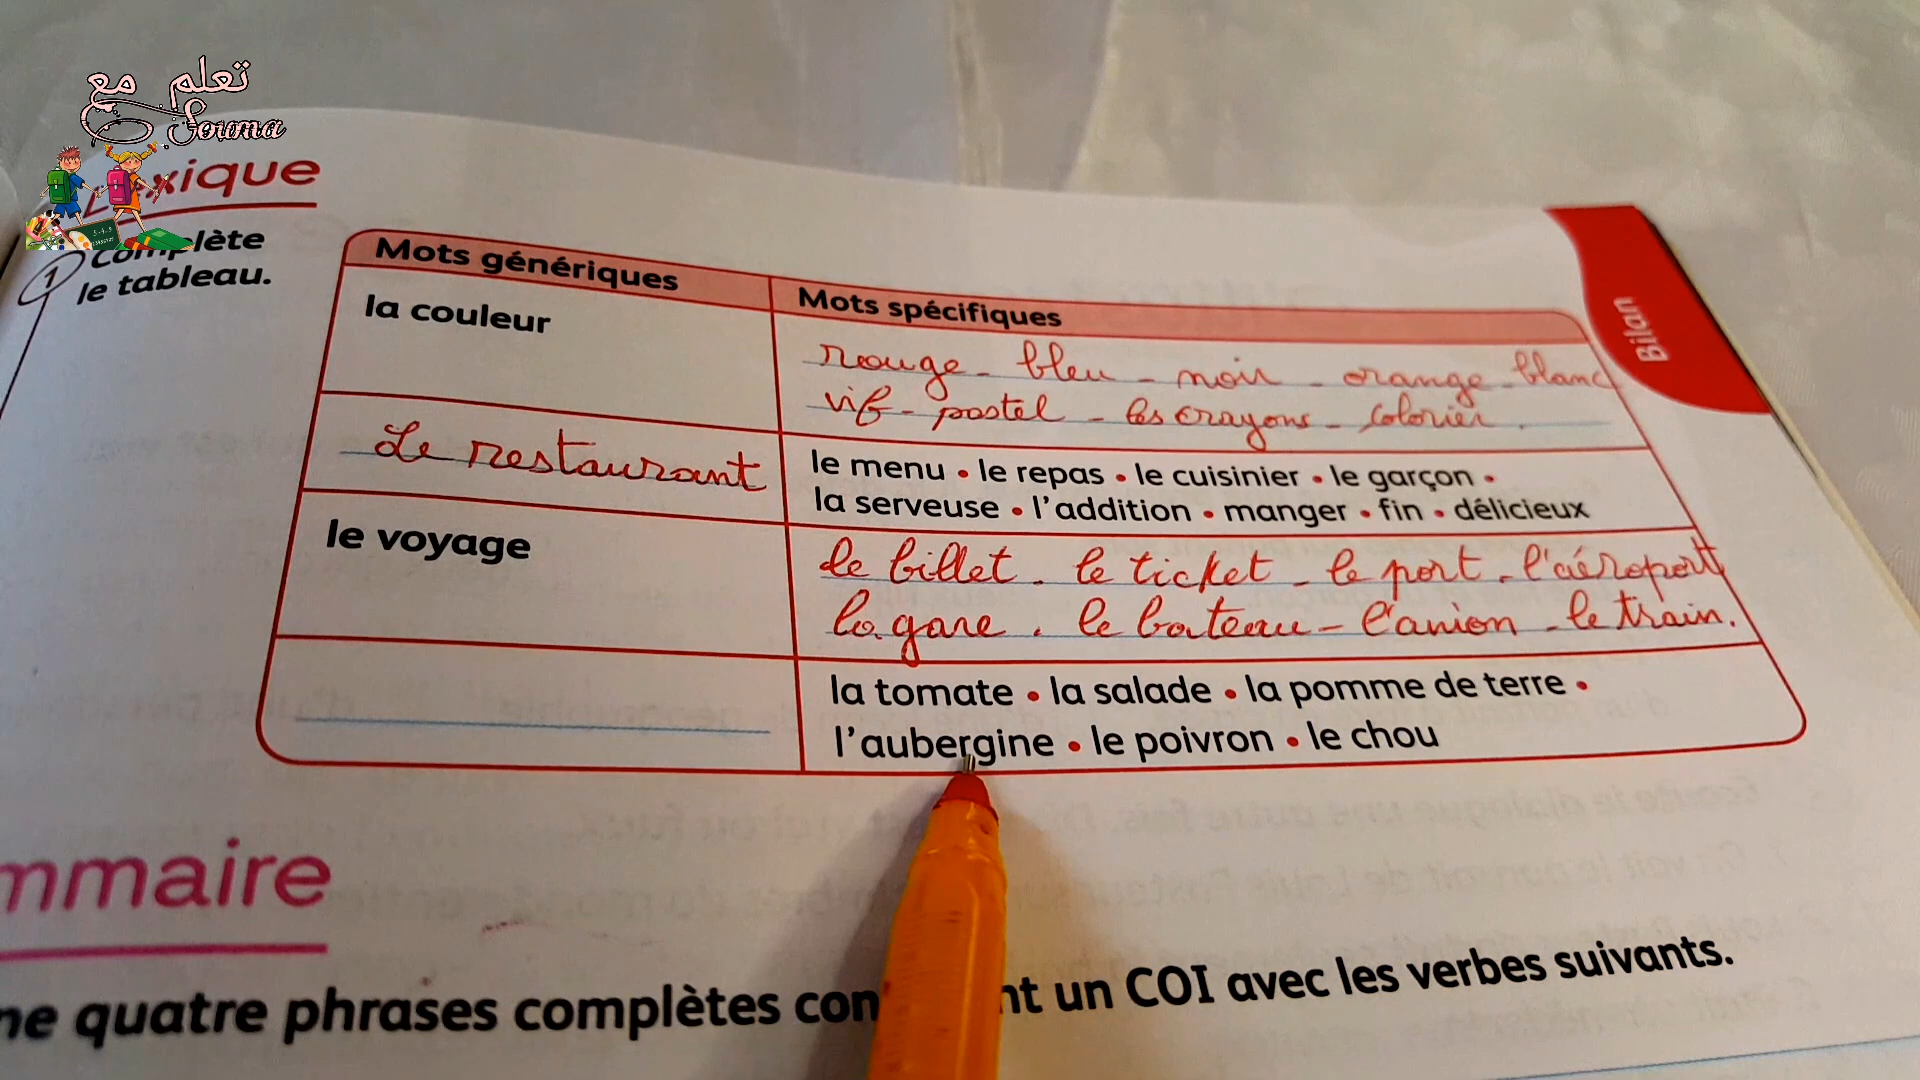 تعلم مع
Souma
Lexique
1 Complète
le tableau.
Mots génériques
Mots spécifiques
la couleur
rouge - bleu - noir - orange - blanc
vif - pastel - les crayons - colorier.
Le restaurant
le menu • le repas • le cuisinier • le garçon •
la serveuse • l'addition • manger • fin • délicieux
le voyage
le billet - le ticket - le port - l'aéroport
la gare - le bateau - l'avion - le train.
la tomate • la salade • la pomme de terre •
l'aubergine • le poivron • le chou
Bilan
mmaire
ne quatre phrases complètes con nt un COI avec les verbes suivants.